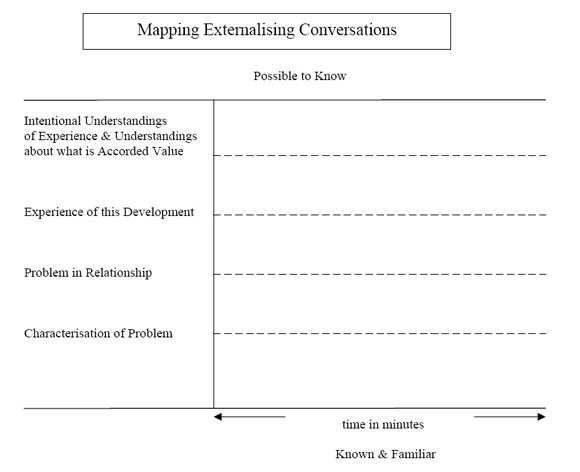 Mapping Externalising Conversations
Possible to Know
Intentional Understandings
of Experience & Understandings
about what is Accorded Value
Experience of this Development
Problem in Relationship
Characterisation of Problem
time in minutes
Known & Familiar